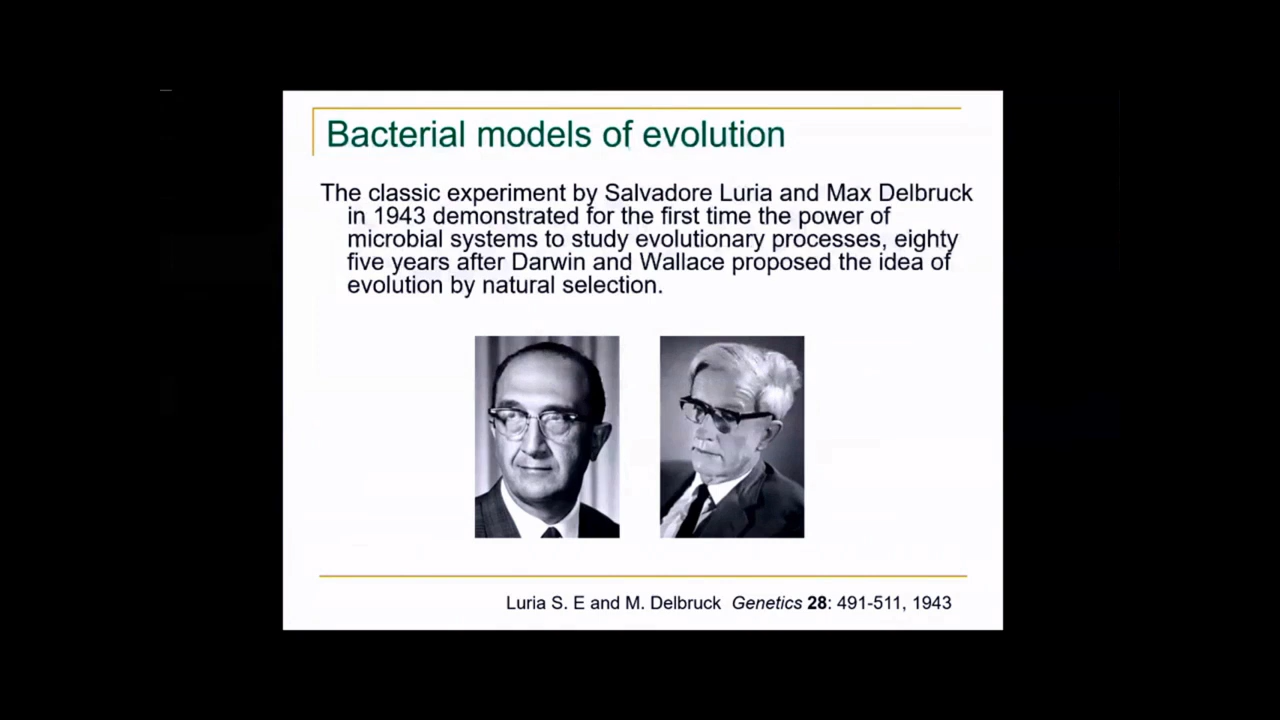 Bacterial models of evolution
The classic experiment by Salvadore Luria and Max Delbruck
in 1943 demonstrated for the first time the power of
microbial systems to study evolutionary processes, eighty
five years after Darwin and Wallace proposed the idea of
evolution by natural selection.
Luria S. E and M. Delbruck Genetics 28: 491-511, 1943